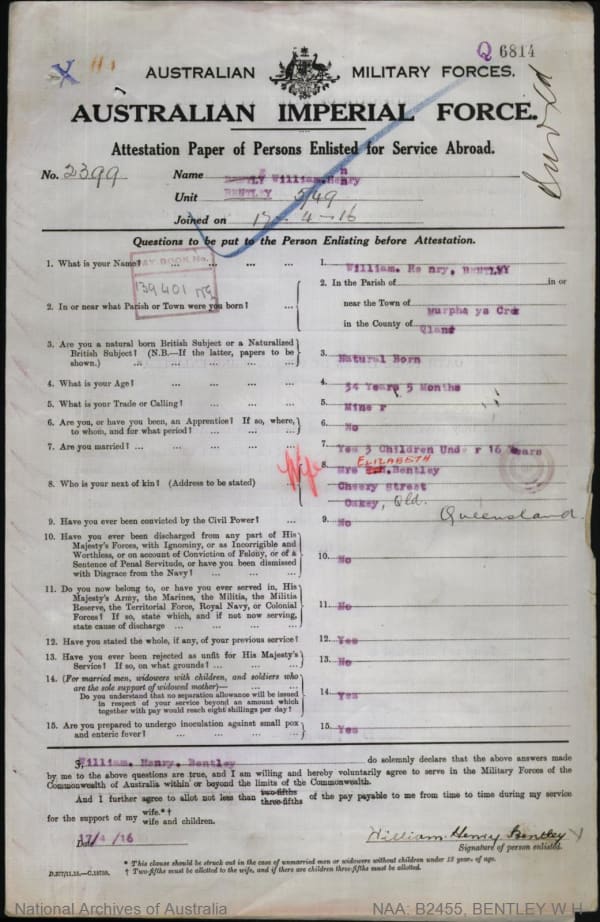 Q 6814
AUSTRALIAN MILITARY FORCES.
AUSTRALIAN IMPERIAL FORCE.
Attestation Paper of Persons Enlisted for Service Abroad.
No. 2399 Name William. Henry
BENTLEY
Unit 5/49
Joined on 17-4-16
Questions to be put to the Person Enlisting before Attestation.
PAY BOOK No.
139401
1. What is your Name? ... ... ... 1. William. Henry. BENTLEY
2. In or near what Parish or Town were you born? ... 2. In the Parish of in or
near the Town of Murpha ys Crk
in the County of Qland
3. Are you a natural born British Subject or a Naturalized
British Subject? (N.B.—If the latter, papers to be
shown.) ... ... ... ... 3. Natural Born
4. What is your Age? ... ... ... 4. 34 Years 5 Months
5. What is your Trade or Calling? ... ... ... 5. Mine r
6. Are you, or have you been, an Apprentice? If so, where,
to whom, and for what period? ... ... ... 6. No
7. Are you married? ... ... ... ... 7. Yes 3 Children Unde r 16 Years
Wife ELIZABETH
8. Who is your next of kin? (Address to be stated) ... 8. Mrs Bentley
Cheery Street
Oakey, Qld.
Queensland
9. Have you ever been convicted by the Civil Power? ... 9. No
10. Have you ever been discharged from any part of His
Majesty's Forces, with Ignominy, or as Incorrigible and
Worthless, or on account of Conviction of Felony, or of a
Sentence of Penal Servitude, or have you been dismissed
with Disgrace from the Navy? ... ... ... 10. No
11. Do you now belong to, or have you ever served in, His
Majesty's Army, the Marines, the Militia, the Militia
Reserve, the Territorial Force, Royal Navy, or Colonial
Forces? If so, state which, and if not now serving,
state cause of discharge ... ... ... ... 11. No
12. Have you stated the whole, if any, of your previous service? 12. Yes
13. Have you ever been rejected as unfit for His Majesty's
Service? If so, on what grounds? ... ... ... 13. No
14. (For married men, widowers with children, and soldiers who
are the sole support of widowed mother)—
Do you understand that no separation allowance will be issued
in respect of your service beyond an amount which
together with pay would reach eight shillings per day? 14. Yes
15. Are you prepared to undergo inoculation against small pox
and enteric fever? ... ... ... ... 15. Yes
I, William. Henry. Bentley do solemnly declare that the above answers made
by me to the above questions are true, and I am willing and hereby voluntarily agree to serve in the Military Forces of the
Commonwealth of Australia within or beyond the limits of the Commonwealth.
And I further agree to allot not less than two-fifths three-fifths of the pay payable to me from time to time during my service
for the support of my wife.*†
wife and children.
Date 17/4/16 William Henry Bentley
Signature of person enlisted.
* This clause should be struck out in the case of unmarried men or widowers without children under 18 years of age.
† Two-fifths must be allotted to the wife, and if there are children three-fifths must be allotted.
National Archives of Australia NAA: B2455, BENTLEY W H